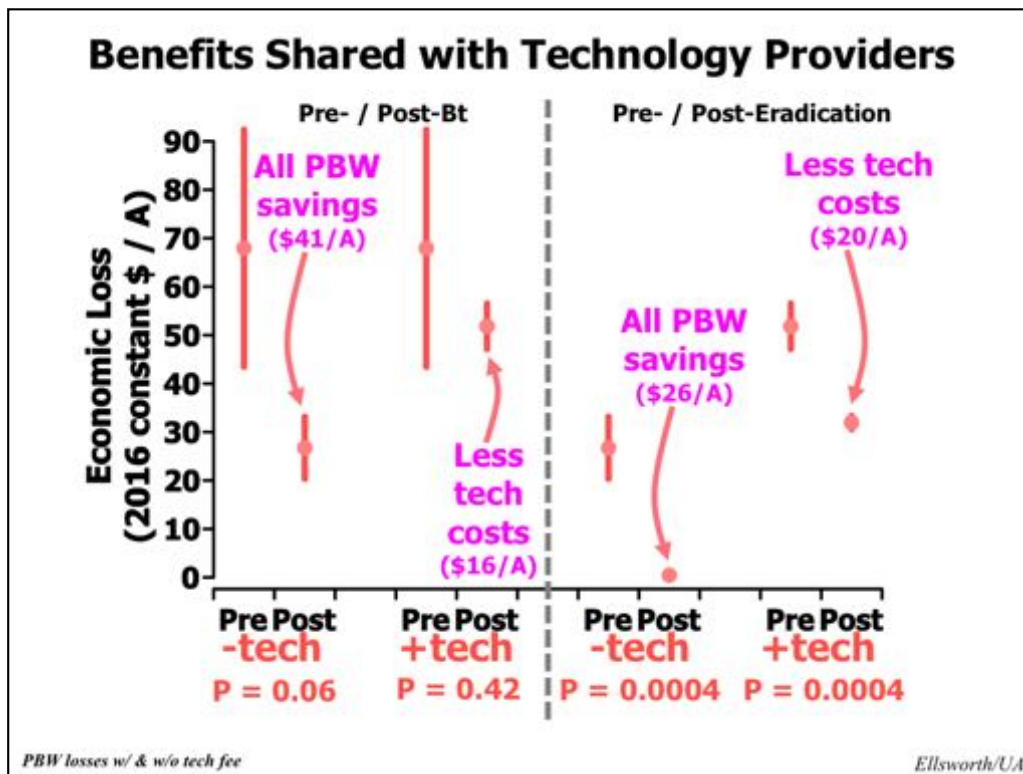 Benefits Shared with Technology Providers
Pre- / Post-Bt
Pre- / Post-Eradication
Economic Loss
(2016 constant $ / A)
90
80
70
60
50
40
30
20
10
0
All PBW
savings
($41/A)
Less
tech
costs
($16/A)
All PBW
savings
($26/A)
Less tech
costs
($20/A)
Pre Post
Pre Post
Pre Post
Pre Post
-tech
+tech
-tech
+tech
P = 0.06
P = 0.42
P = 0.0004
P = 0.0004
PBW losses w/ & w/o tech fee
Ellsworth/UA